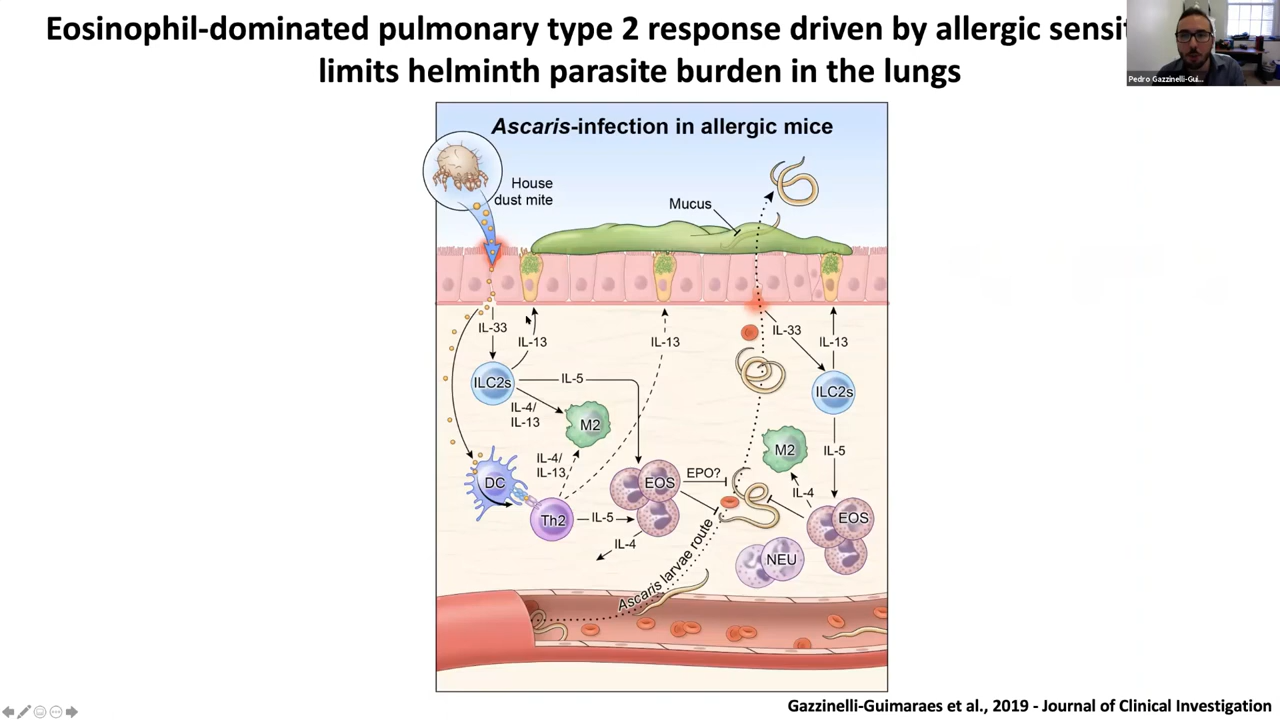 Eosinophil-dominated pulmonary type 2 response driven by allergic
limits helminth parasite burden in the lungs
Pedro Gazzinelli-Gui...
Ascaris-infection in allergic mice
House
dust mite
Mucus
IL-33
IL-13
IL-13
IL-33
IL-13
ILC2s
IL-5
ILC2s
IL-4/
IL-13
M2
M2
IL-5
IL-4/
IL-13
DC
EOS
EPO?
IL-4
Th2
IL-5
EOS
IL-4
NEU
Ascaris larvae route
Gazzinelli-Guimaraes et al., 2019 - Journal of Clinical Investigation